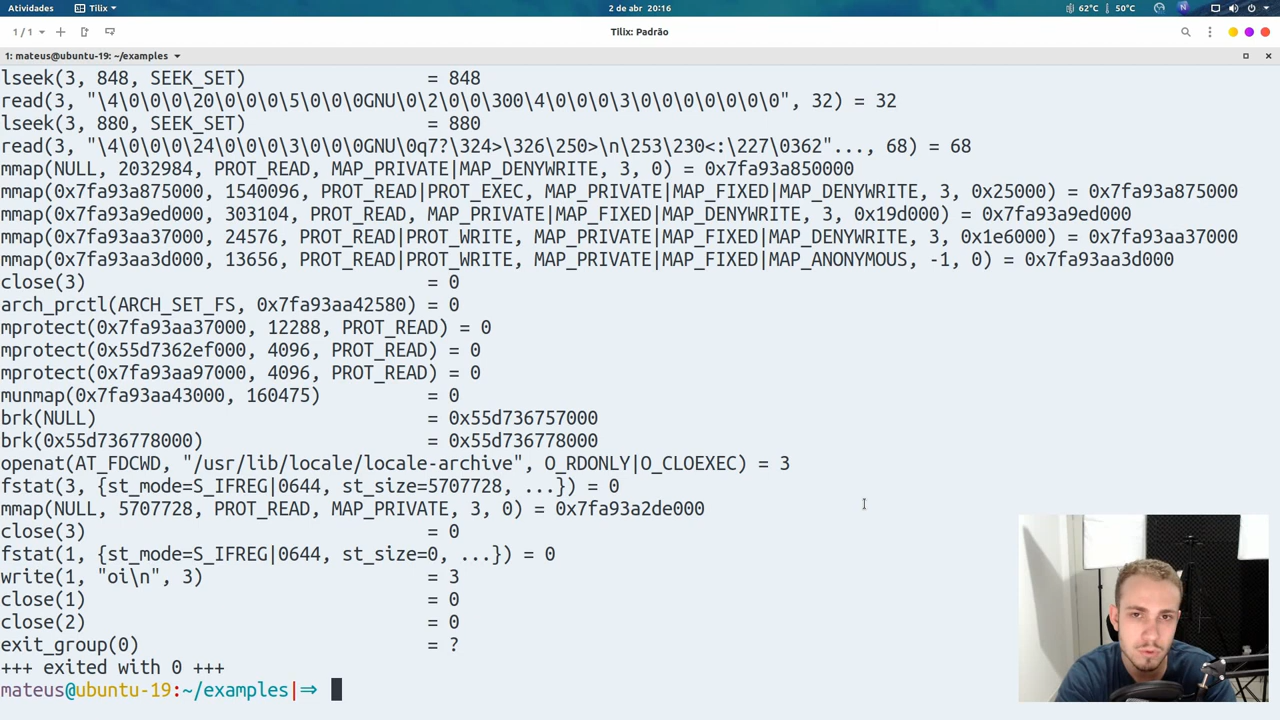 Atividades
Tilix
2 de abr 20:16
62°C
50°C
N
1 / 1
Tilix: Padrão
1: mateus@ubuntu-19: ~/examples
lseek(3, 848, SEEK_SET)                 = 848
read(3, "\4\0\0\0\20\0\0\0\5\0\0\0GNU\0\2\0\0\300\4\0\0\0\3\0\0\0\0\0\0\0", 32) = 32
lseek(3, 880, SEEK_SET)                 = 880
read(3, "\4\0\0\0\24\0\0\0\3\0\0\0GNU\0q7?\324>\326\250>\n\253\230<:\227\0362"..., 68) = 68
mmap(NULL, 2032984, PROT_READ, MAP_PRIVATE|MAP_DENYWRITE, 3, 0) = 0x7fa93a850000
mmap(0x7fa93a875000, 1540096, PROT_READ|PROT_EXEC, MAP_PRIVATE|MAP_FIXED|MAP_DENYWRITE, 3, 0x25000) = 0x7fa93a875000
mmap(0x7fa93a9ed000, 303104, PROT_READ, MAP_PRIVATE|MAP_FIXED|MAP_DENYWRITE, 3, 0x19d000) = 0x7fa93a9ed000
mmap(0x7fa93aa37000, 24576, PROT_READ|PROT_WRITE, MAP_PRIVATE|MAP_FIXED|MAP_DENYWRITE, 3, 0x1e6000) = 0x7fa93aa37000
mmap(0x7fa93aa3d000, 13656, PROT_READ|PROT_WRITE, MAP_PRIVATE|MAP_FIXED|MAP_ANONYMOUS, -1, 0) = 0x7fa93aa3d000
close(3)                                = 0
arch_prctl(ARCH_SET_FS, 0x7fa93aa42580) = 0
mprotect(0x7fa93aa37000, 12288, PROT_READ) = 0
mprotect(0x55d7362ef000, 4096, PROT_READ) = 0
mprotect(0x7fa93aa97000, 4096, PROT_READ) = 0
munmap(0x7fa93aa43000, 160475)          = 0
brk(NULL)                               = 0x55d736757000
brk(0x55d736778000)                     = 0x55d736778000
openat(AT_FDCWD, "/usr/lib/locale/locale-archive", O_RDONLY|O_CLOEXEC) = 3
fstat(3, {st_mode=S_IFREG|0644, st_size=5707728, ...}) = 0
mmap(NULL, 5707728, PROT_READ, MAP_PRIVATE, 3, 0) = 0x7fa93a2de000
close(3)                                = 0
fstat(1, {st_mode=S_IFREG|0644, st_size=0, ...}) = 0
write(1, "oi\n", 3)                     = 3
close(1)                                = 0
close(2)                                = 0
exit_group(0)                           = ?
+++ exited with 0 +++
mateus@ubuntu-19:~/examples|⇒